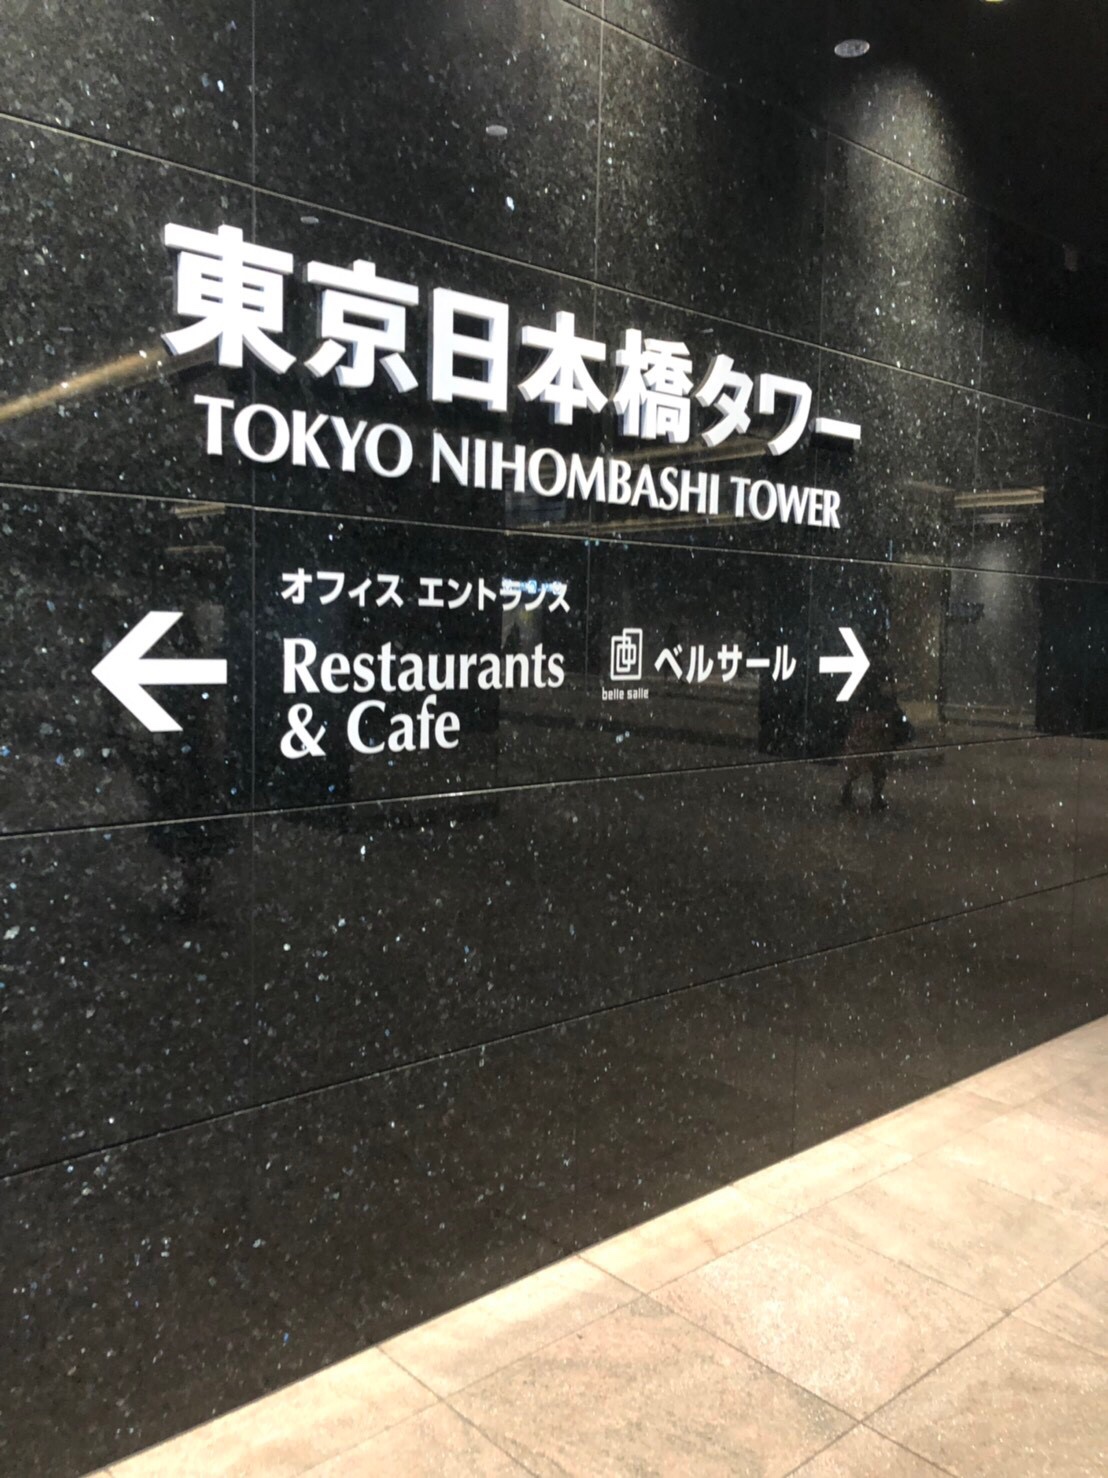 東京日本橋タワー
TOKYO NIHOMBASHI TOWER
オフィス エントランス
Restaurants
& Cafe
ベルサール
belle salle